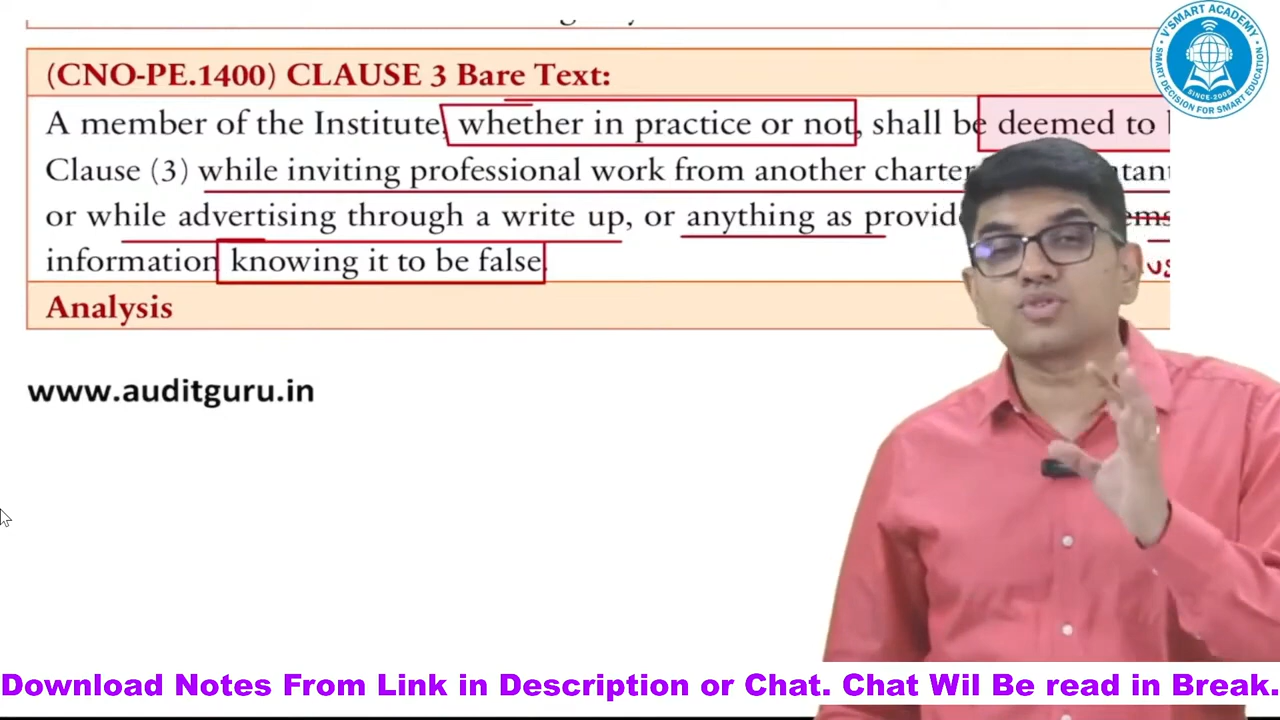 (CNO-PE.1400) CLAUSE 3 Bare Text:
A member of the Institute, whether in practice or not, shall be deemed to
Clause (3) while inviting professional work from another
or while advertising through a write up, or anything as
information knowing it to be false.
Analysis
www.auditguru.in
V'SMART ACADEMY
SINCE-2005
SMART DECISION FOR SMART EDUCATION
Download Notes From Link in Description or Chat. Chat Wil Be read in Break.